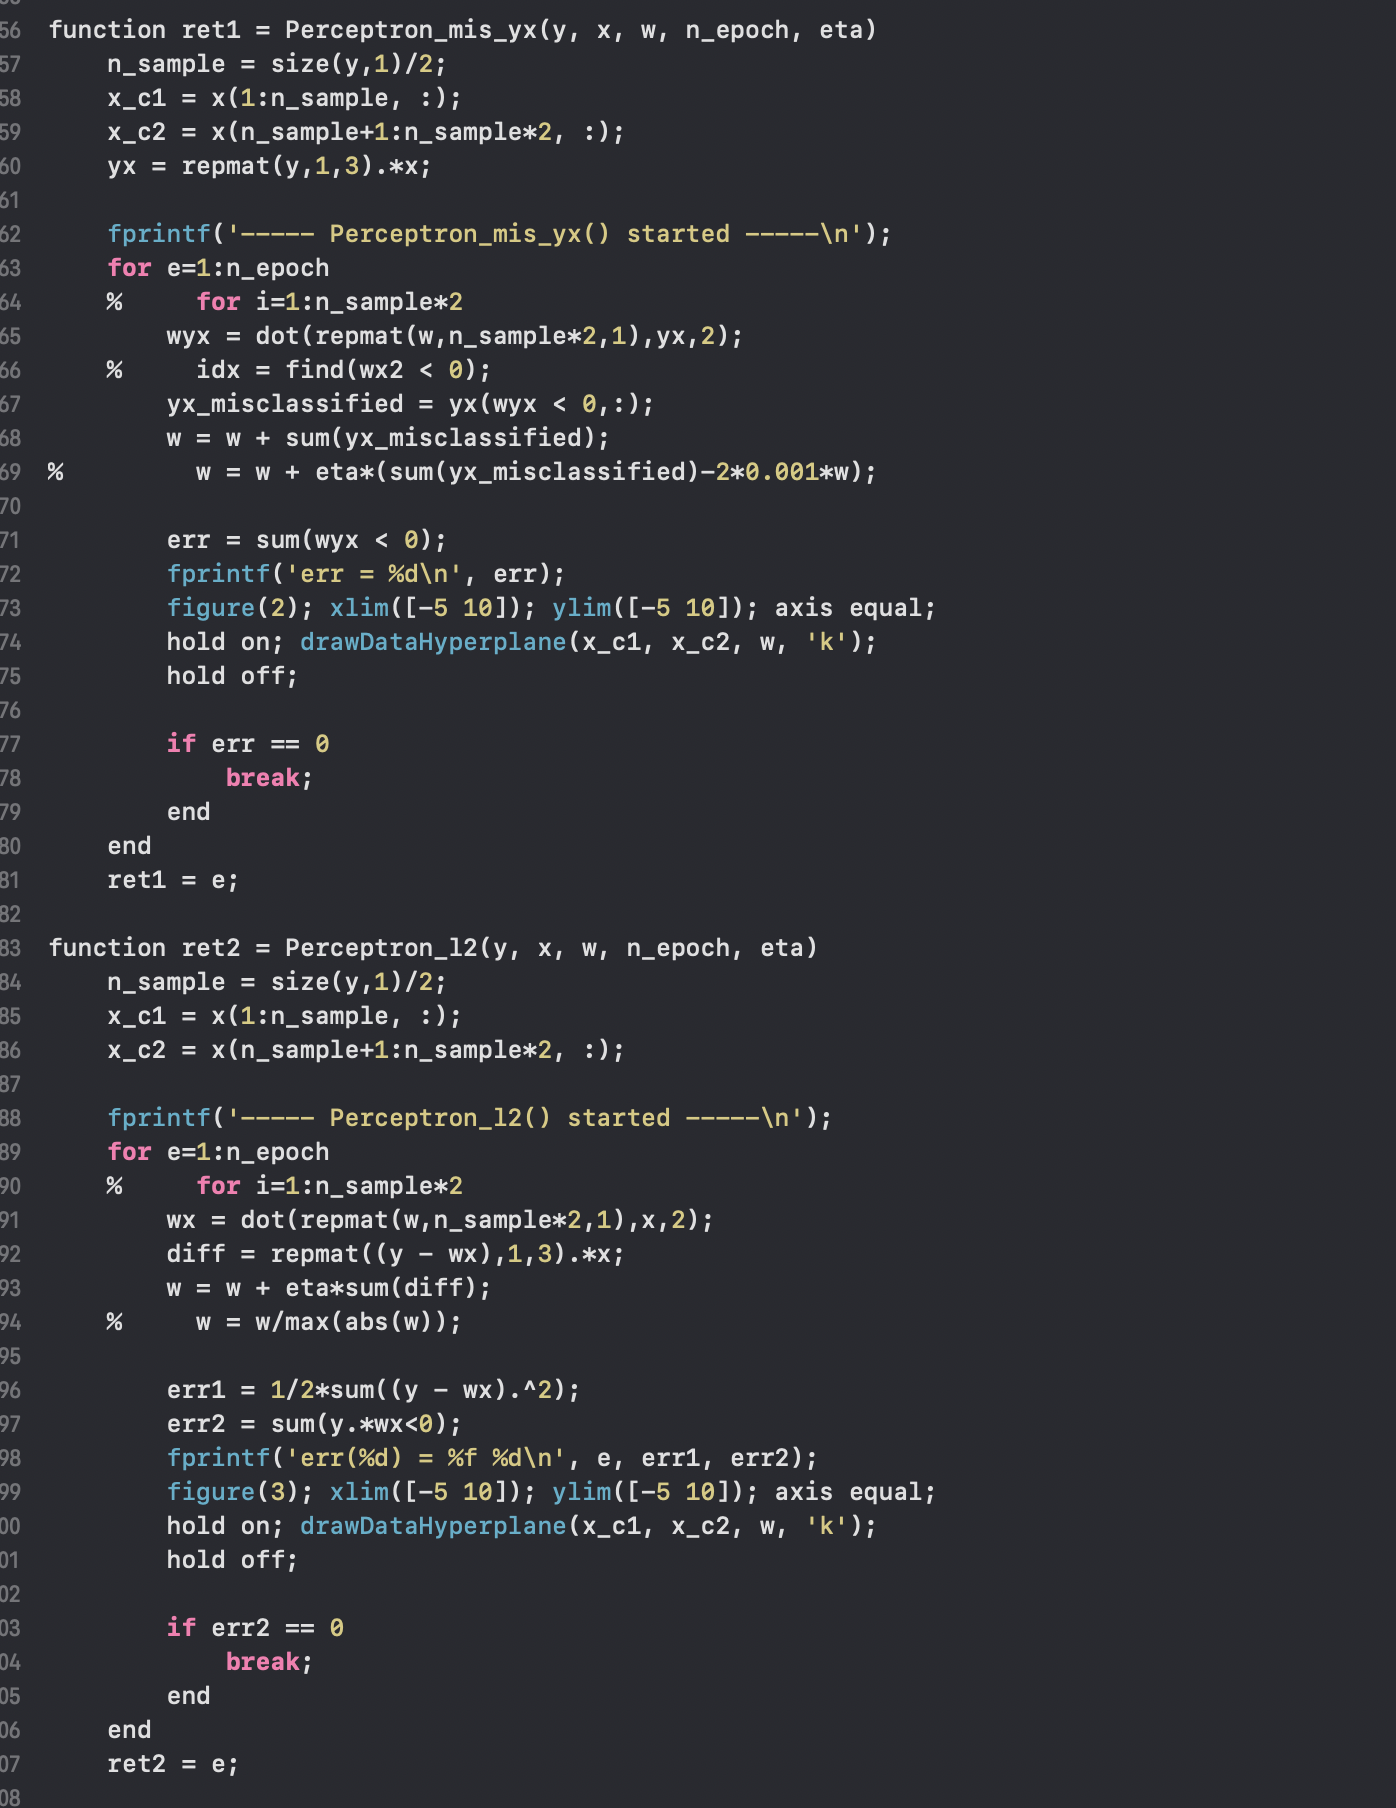 56 function ret1 = Perceptron_mis_yx(y, x, w, n_epoch, eta)
57     n_sample = size(y,1)/2;
58     x_c1 = x(1:n_sample, :);
59     x_c2 = x(n_sample+1:n_sample*2, :);
60     yx = repmat(y,1,3).*x;
61
62     fprintf('----- Perceptron_mis_yx() started -----\n');
63     for e=1:n_epoch
64     %     for i=1:n_sample*2
65         wyx = dot(repmat(w,n_sample*2,1),yx,2);
66     %     idx = find(wx2 < 0);
67         yx_misclassified = yx(wyx < 0,:);
68         w = w + sum(yx_misclassified);
69 %         w = w + eta*(sum(yx_misclassified)-2*0.001*w);
70
71         err = sum(wyx < 0);
72         fprintf('err = %d\n', err);
73         figure(2); xlim([-5 10]); ylim([-5 10]); axis equal;
74         hold on; drawDataHyperplane(x_c1, x_c2, w, 'k');
75         hold off;
76
77         if err == 0
78             break;
79         end
80     end
81     ret1 = e;
82
83 function ret2 = Perceptron_l2(y, x, w, n_epoch, eta)
84     n_sample = size(y,1)/2;
85     x_c1 = x(1:n_sample, :);
86     x_c2 = x(n_sample+1:n_sample*2, :);
87
88     fprintf('----- Perceptron_l2() started -----\n');
89     for e=1:n_epoch
90     %     for i=1:n_sample*2
91         wx = dot(repmat(w,n_sample*2,1),x,2);
92         diff = repmat((y - wx),1,3).*x;
93         w = w + eta*sum(diff);
94     %     w = w/max(abs(w));
95
96         err1 = 1/2*sum((y - wx).^2);
97         err2 = sum(y.*wx<0);
98         fprintf('err(%d) = %f %d\n', e, err1, err2);
99         figure(3); xlim([-5 10]); ylim([-5 10]); axis equal;
00         hold on; drawDataHyperplane(x_c1, x_c2, w, 'k');
01         hold off;
02
03         if err2 == 0
04             break;
05         end
06     end
07     ret2 = e;
08